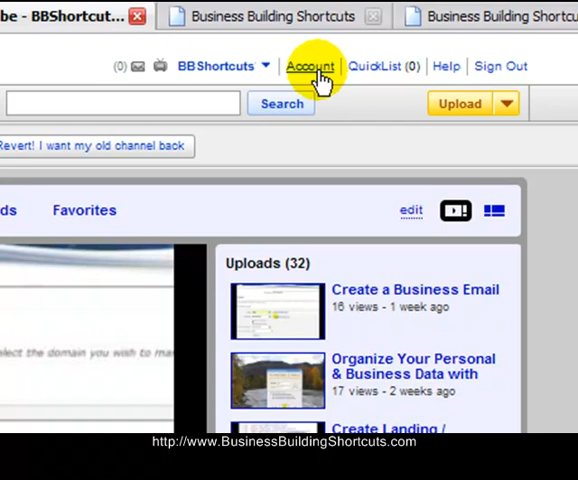 be - BBShortcut...
Business Building Shortcuts
Business Building Shortcu
(0)
BBShortcuts
Account
QuickList (0)
Help
Sign Out
Search
Upload
Revert! I want my old channel back
ds
Favorites
edit
Uploads (32)
Create a Business Email
16 views - 1 week ago
Organize Your Personal
& Business Data with
17 views - 2 weeks ago
Create Landing /
elect the domain you wish to ma
http://www.BusinessBuildingShortcuts.com